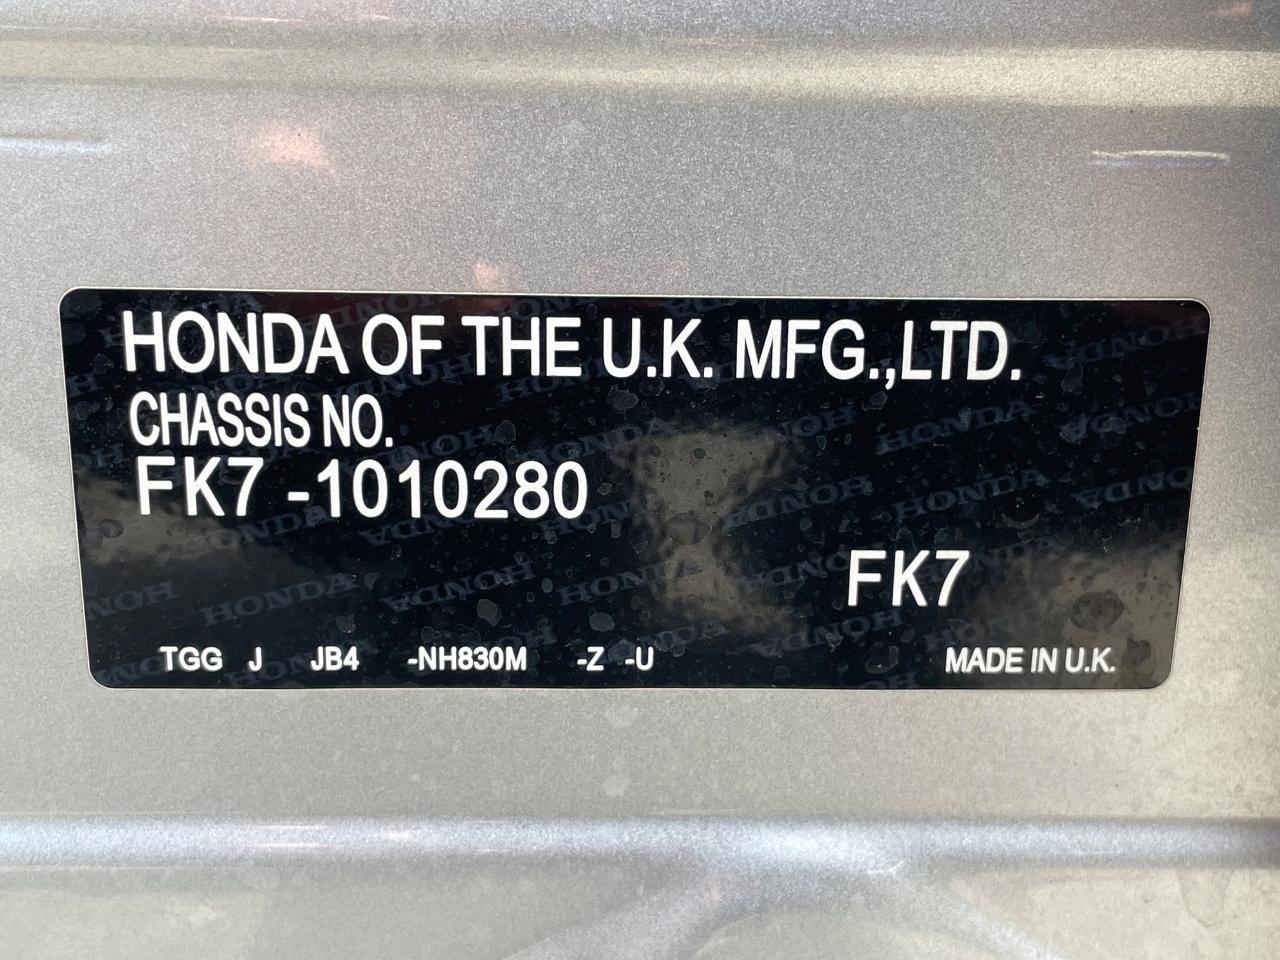 HONDA OF THE U.K. MFG.,LTD.
CHASSIS NO.
FK7 -1010280
FK7
TGG J JB4 -NH830M -Z -U MADE IN U.K.